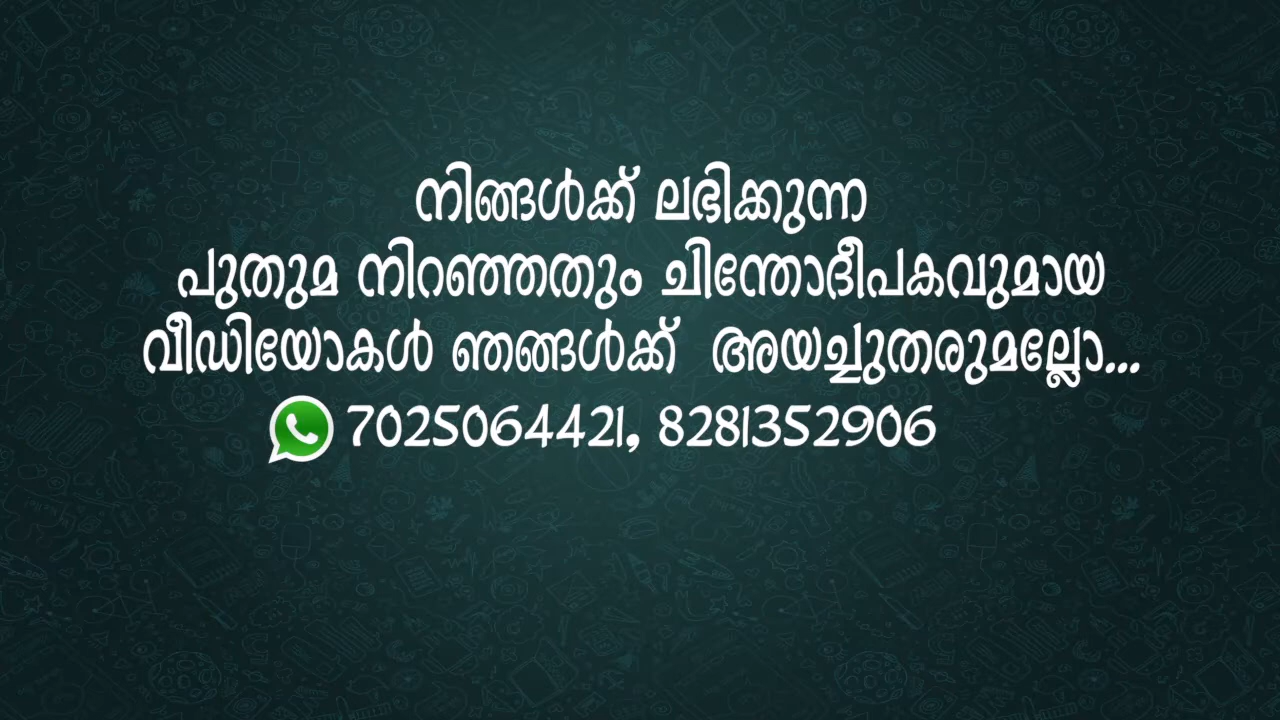 നിങ്ങൾക്ക് ലഭിക്കുന്ന
പുതുമ നിറഞ്ഞതും ചിന്തോദീപകവുമായ
വീഡിയോകൾ ഞങ്ങൾക്ക് അയച്ചുതരുമല്ലോ...
7025064421, 8281352906